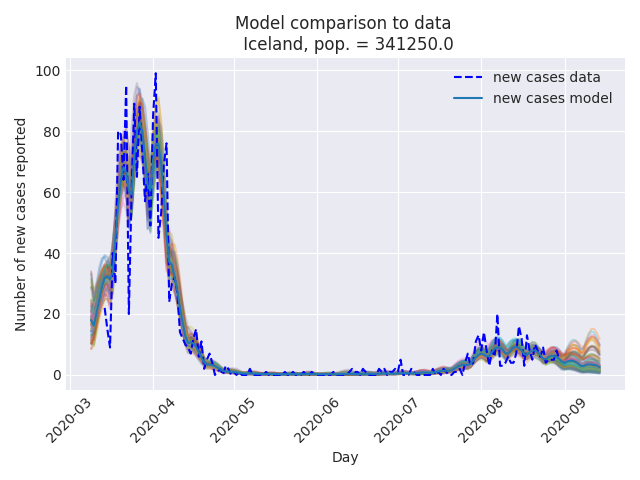 Model comparison to data
Iceland, pop. = 341250.0
new cases data
new cases model
Number of new cases reported
100
80
60
40
20
0
2020-03
2020-04
2020-05
2020-06
2020-07
2020-08
2020-09
Day